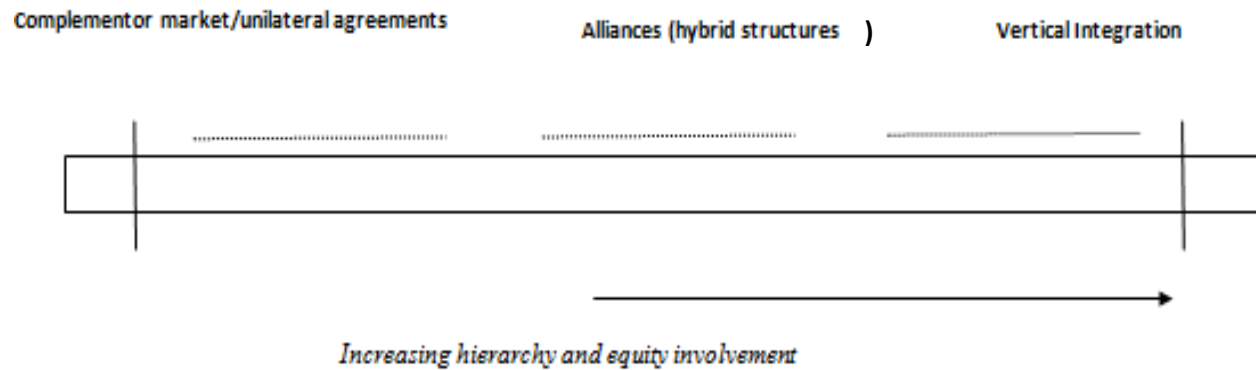 Complementor market/unilateral agreements
Alliances (hybrid structures )
Vertical Integration
Increasing hierarchy and equity involvement